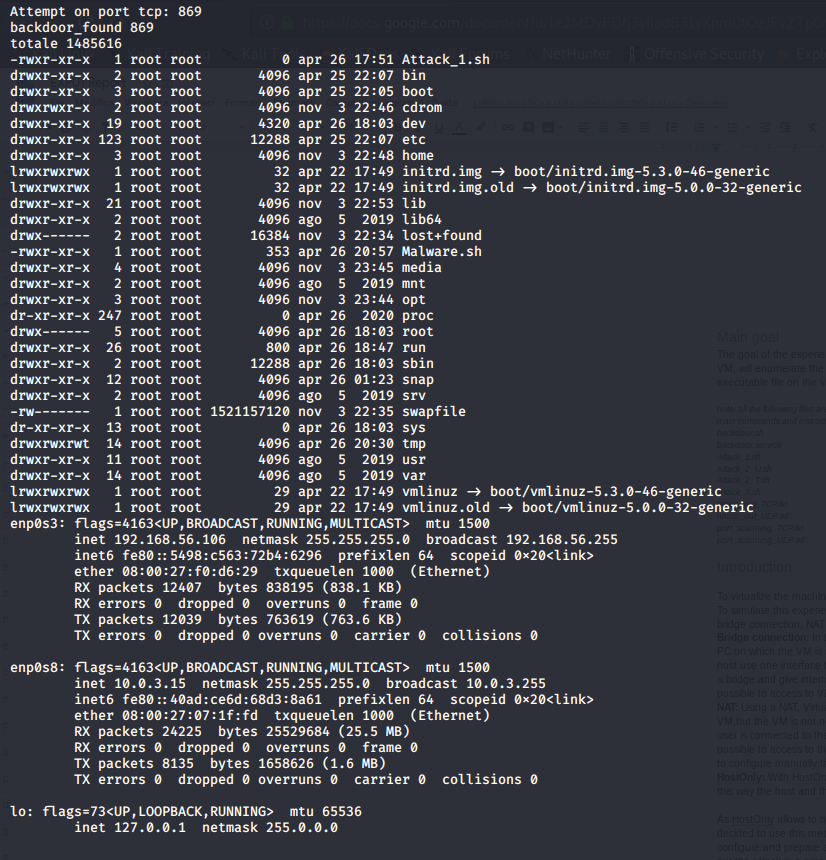 Attempt on port tcp: 869
backdoor_found 869
totale 1485616
-rwxr-xr-x   1 root root          0 apr 26 17:51 Attack_1.sh
drwxr-xr-x   2 root root       4096 apr 25 22:07 bin
drwxr-xr-x   3 root root       4096 apr 25 22:05 boot
drwxrwxr-x   2 root root       4096 nov  3 22:46 cdrom
drwxr-xr-x  19 root root       4320 apr 26 18:03 dev
drwxr-xr-x 123 root root      12288 apr 25 22:07 etc
drwxr-xr-x   3 root root       4096 nov  3 22:48 home
lrwxrwxrwx   1 root root         32 apr 22 17:49 initrd.img → boot/initrd.img-5.3.0-46-generic
lrwxrwxrwx   1 root root         32 apr 22 17:49 initrd.img.old → boot/initrd.img-5.0.0-32-generic
drwxr-xr-x  21 root root       4096 nov  3 22:53 lib
drwxr-xr-x   2 root root       4096 ago  5  2019 lib64
drwx------   2 root root      16384 nov  3 22:34 lost+found
-rwxr-xr-x   1 root root        353 apr 26 20:57 Malware.sh
drwxr-xr-x   4 root root       4096 nov  3 23:45 media
drwxr-xr-x   2 root root       4096 ago  5  2019 mnt
drwxr-xr-x   3 root root       4096 nov  3 23:44 opt
dr-xr-xr-x 247 root root          0 apr 26  2020 proc
drwx------   5 root root       4096 apr 26 18:03 root
drwxr-xr-x  26 root root        800 apr 26 18:47 run
drwxr-xr-x   2 root root      12288 apr 26 18:03 sbin
drwxr-xr-x  12 root root       4096 apr 26 01:23 snap
drwxr-xr-x   2 root root       4096 ago  5  2019 srv
-rw-------   1 root root 1521157120 nov  3 22:35 swapfile
dr-xr-xr-x  13 root root          0 apr 26 18:03 sys
drwxrwxrwt  14 root root       4096 apr 26 20:30 tmp
drwxr-xr-x  11 root root       4096 ago  5  2019 usr
drwxr-xr-x  14 root root       4096 ago  5  2019 var
lrwxrwxrwx   1 root root         29 apr 22 17:49 vmlinuz → boot/vmlinuz-5.3.0-46-generic
lrwxrwxrwx   1 root root         29 apr 22 17:49 vmlinuz.old → boot/vmlinuz-5.0.0-32-generic
enp0s3: flags=4163<UP,BROADCAST,RUNNING,MULTICAST>  mtu 1500
        inet 192.168.56.106  netmask 255.255.255.0  broadcast 192.168.56.255
        inet6 fe80::5498:c563:72b4:6296  prefixlen 64  scopeid 0×20<link>
        ether 08:00:27:f0:d6:29  txqueuelen 1000  (Ethernet)
        RX packets 12407  bytes 838195 (838.1 KB)
        RX errors 0  dropped 0  overruns 0  frame 0
        TX packets 12039  bytes 763619 (763.6 KB)
        TX errors 0  dropped 0 overruns 0  carrier 0  collisions 0
enp0s8: flags=4163<UP,BROADCAST,RUNNING,MULTICAST>  mtu 1500
        inet 10.0.3.15  netmask 255.255.255.0  broadcast 10.0.3.255
        inet6 fe80::40ad:ce6d:68d3:8a61  prefixlen 64  scopeid 0×20<link>
        ether 08:00:27:07:1f:fd  txqueuelen 1000  (Ethernet)
        RX packets 24225  bytes 25529684 (25.5 MB)
        RX errors 0  dropped 0  overruns 0  frame 0
        TX packets 8135  bytes 1658626 (1.6 MB)
        TX errors 0  dropped 0 overruns 0  carrier 0  collisions 0
lo: flags=73<UP,LOOPBACK,RUNNING>  mtu 65536
        inet 127.0.0.1  netmask 255.0.0.0
Main goal
Introduction